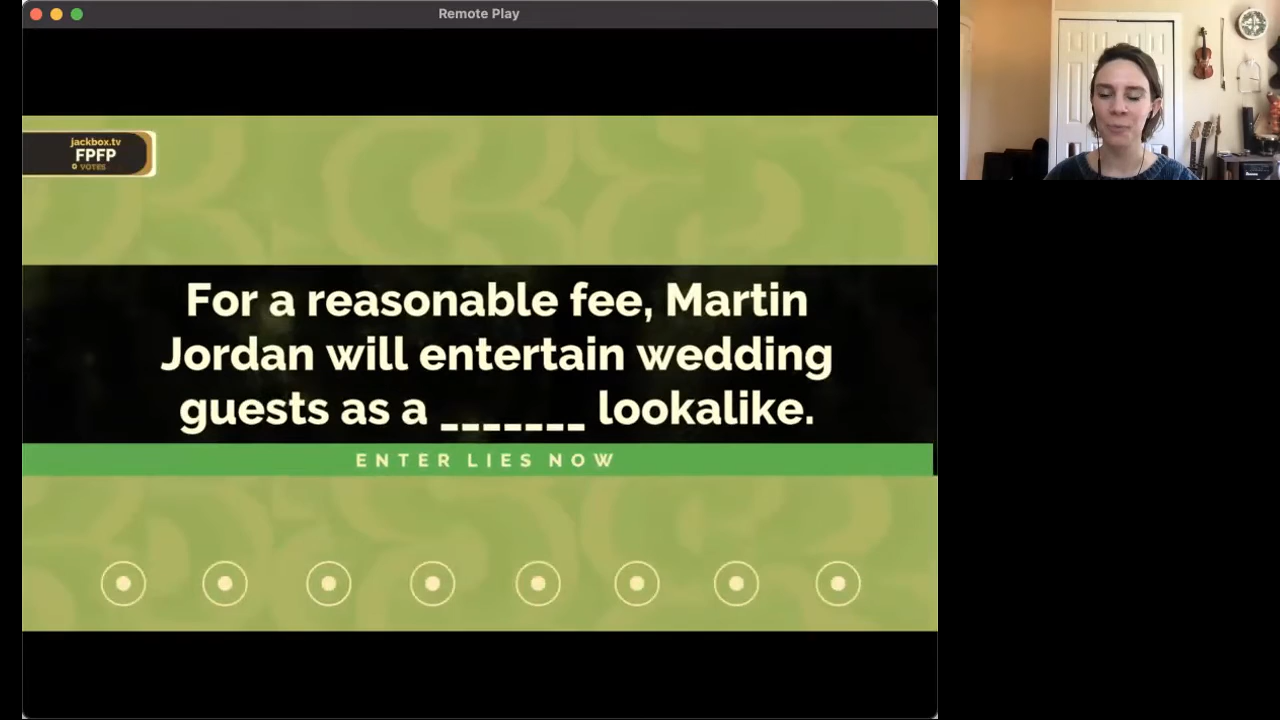 Remote Play
jackbox.tv
FPFP
0 VOTES
For a reasonable fee, Martin
Jordan will entertain wedding
guests as a _______ lookalike.
ENTER LIES NOW